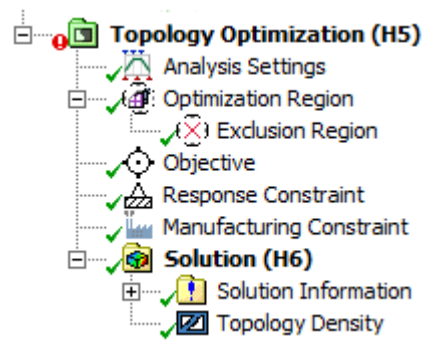 Topology Optimization (H5)
Analysis Settings
Optimization Region
Exclusion Region
Objective
Response Constraint
Manufacturing Constraint
Solution (H6)
Solution Information
Topology Density